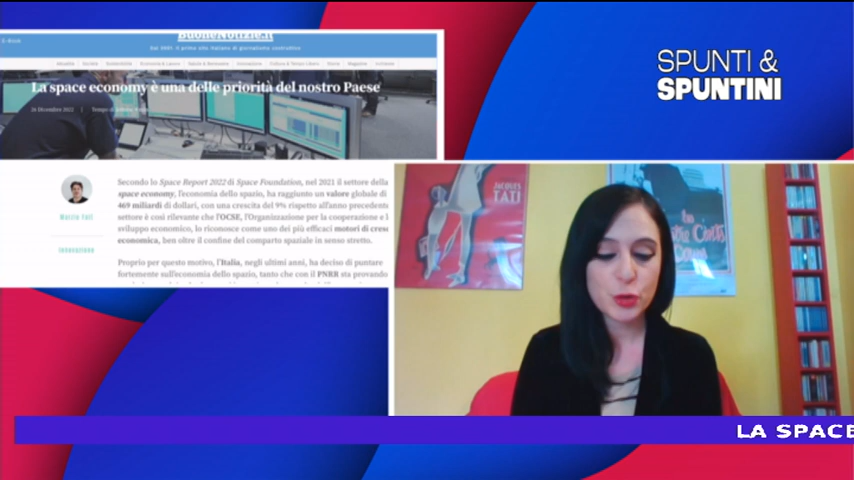 BuoneNotizie.it
Dal 2001, il primo sito italiano di giornalismo costruttivo
La space economy è una delle priorità del nostro Paese
26 Dicembre 2022
SPUNTI &
SPUNTINI
Secondo lo Space Report 2022 di Space Foundation, nel 2021 il settore della
space economy, l'economia dello spazio, ha raggiunto un valore globale di
469 miliardi di dollari, con una crescita del 9% rispetto all'anno precedente
settore è così rilevante che l'OCSE, l'Organizzazione per la cooperazione e l
sviluppo economico, lo riconosce come uno dei più efficaci motori di cresc
economica, ben oltre il confine del comparto spaziale in senso stretto.
Innovazione
Proprio per questo motivo, l'Italia, negli ultimi anni, ha deciso di puntare
fortemente sull'economia dello spazio, tanto che con il PNRR sta provando
JACQUES
TATI
LA SPACE